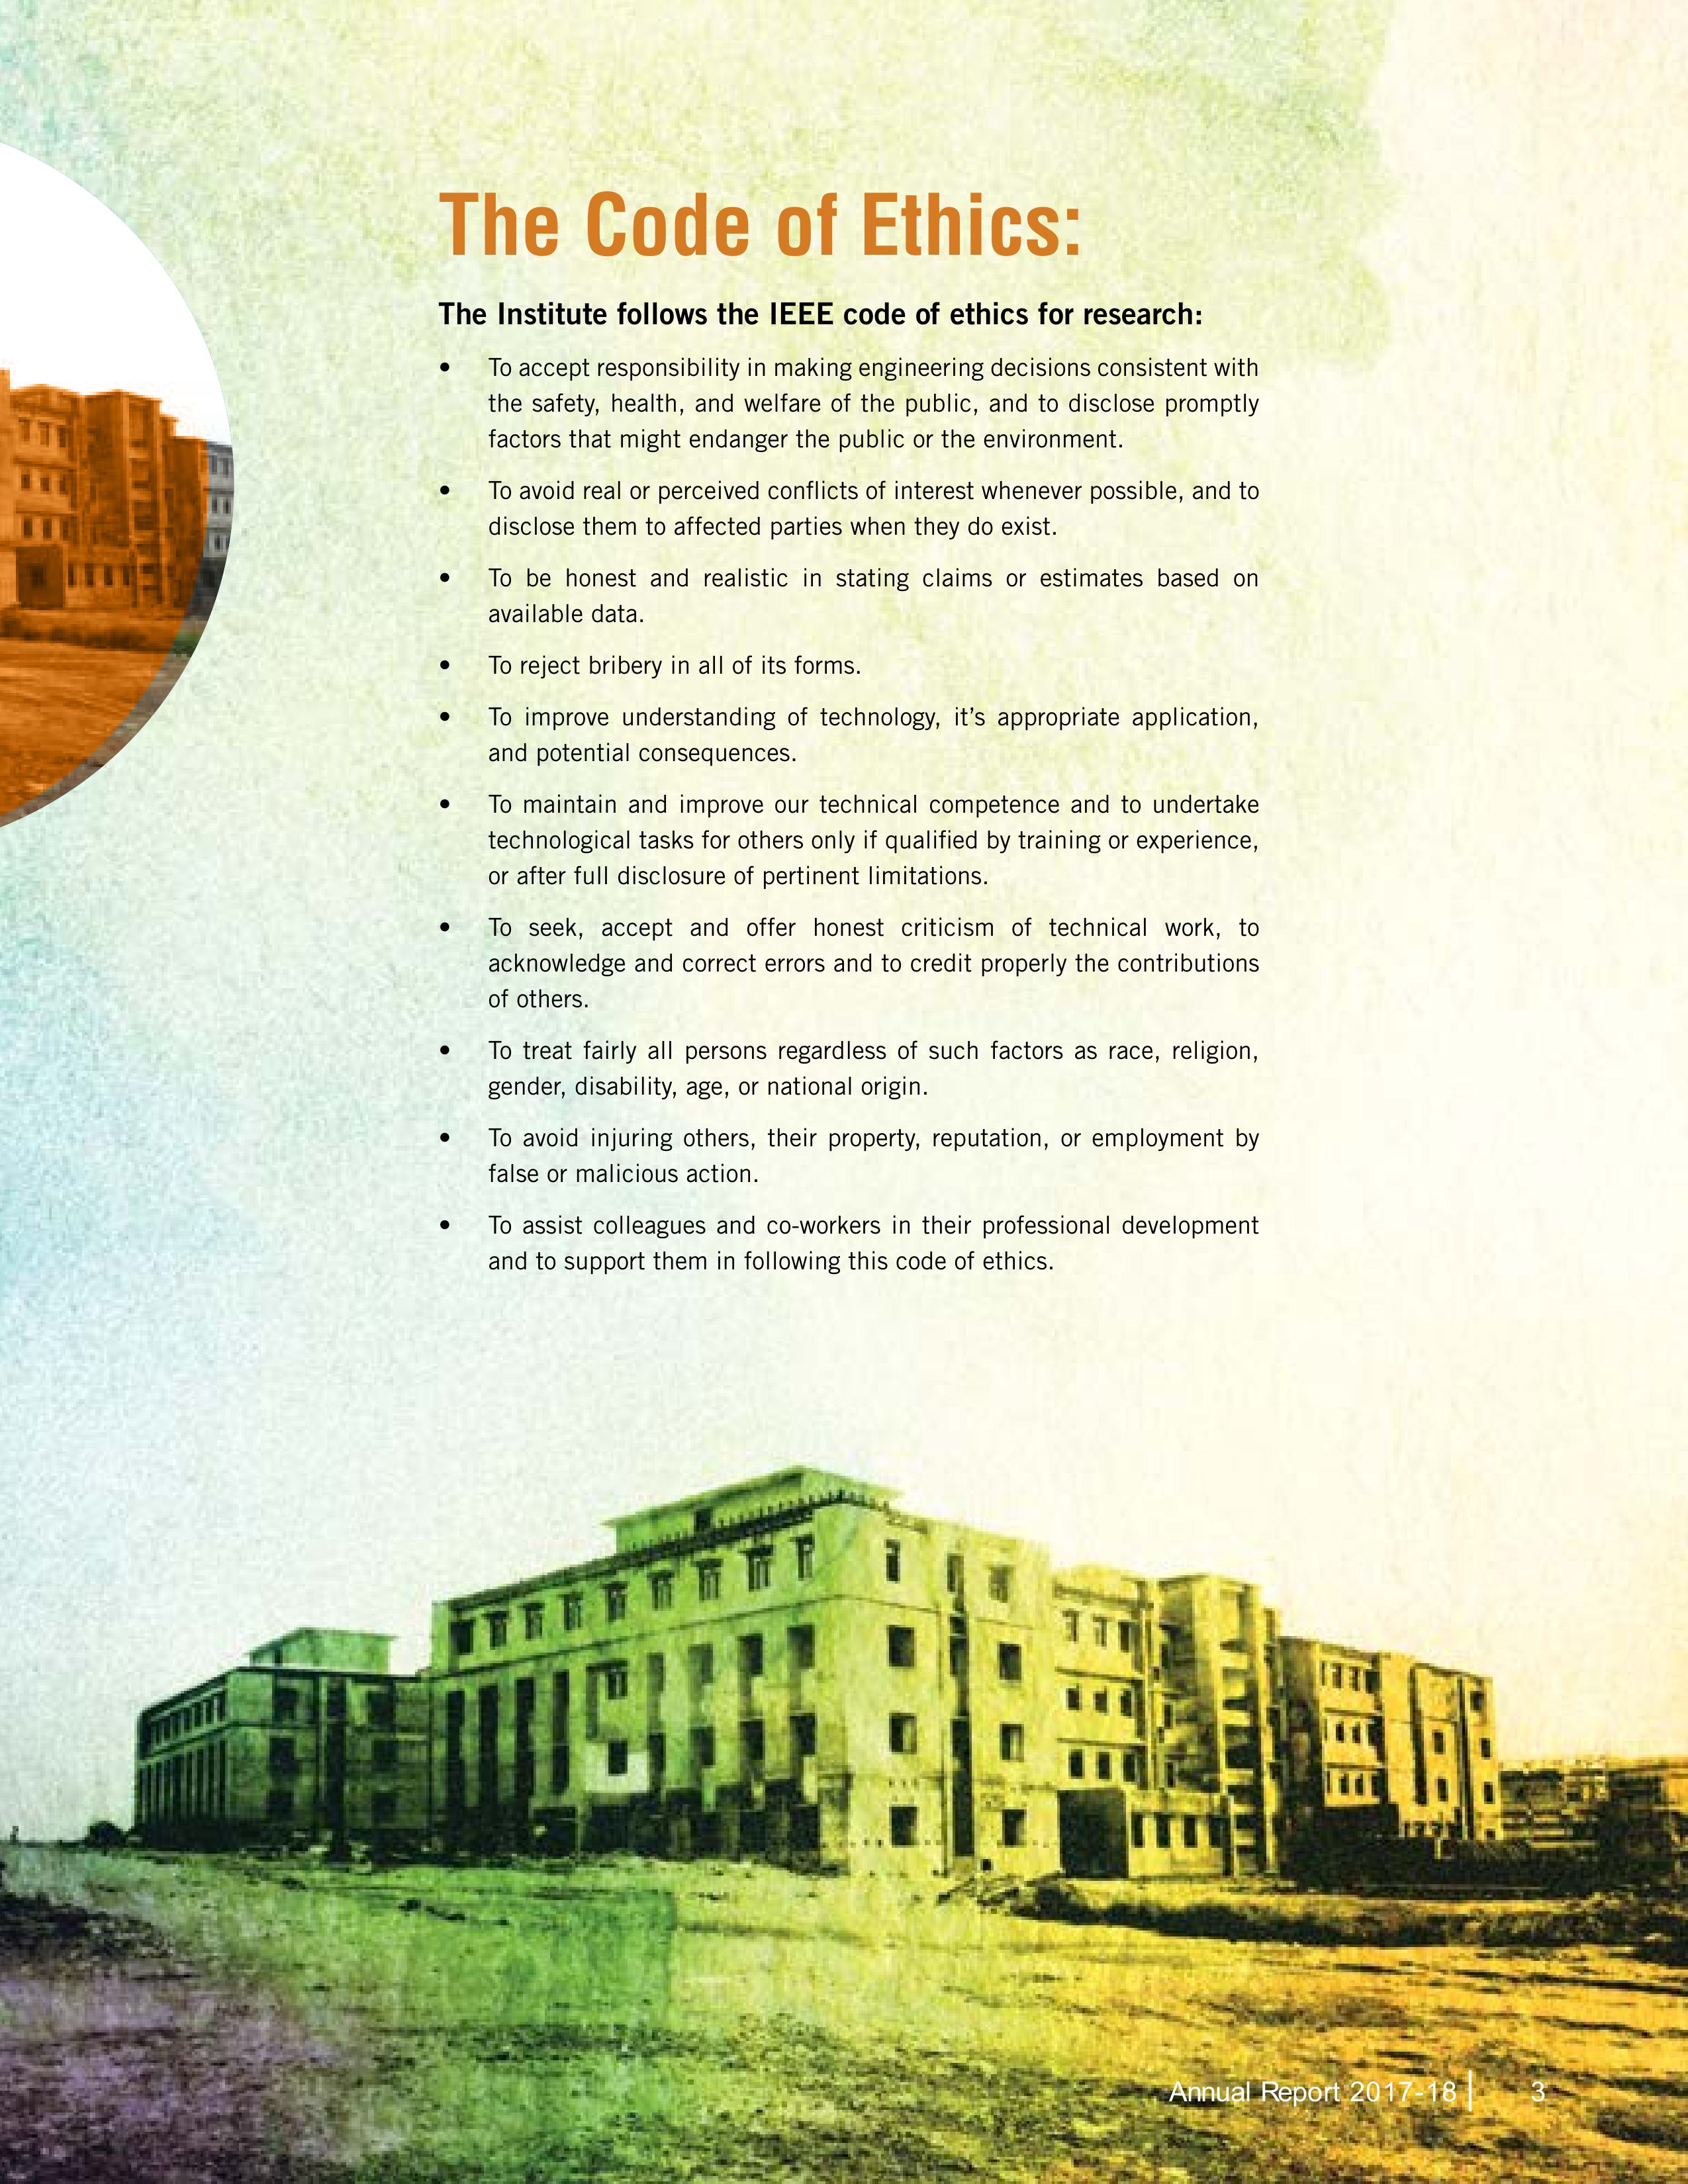 The Code of Ethics:
The Institute follows the IEEE code of ethics for research:
• To accept responsibility in making engineering decisions consistent with
the safety, health, and welfare of the public, and to disclose promptly
factors that might endanger the public or the environment.
• To avoid real or perceived conflicts of interest whenever possible, and to
disclose them to affected parties when they do exist.
• To be honest and realistic in stating claims or estimates based on
available data.
• To reject bribery in all of its forms.
• To improve understanding of technology, it’s appropriate application,
and potential consequences.
• To maintain and improve our technical competence and to undertake
technological tasks for others only if qualified by training or experience,
or after full disclosure of pertinent limitations.
• To seek, accept and offer honest criticism of technical work, to
acknowledge and correct errors and to credit properly the contributions
of others.
• To treat fairly all persons regardless of such factors as race, religion,
gender, disability, age, or national origin.
• To avoid injuring others, their property, reputation, or employment by
false or malicious action.
• To assist colleagues and co-workers in their professional development
and to support them in following this code of ethics.
Annual Report 2017-18 | 3